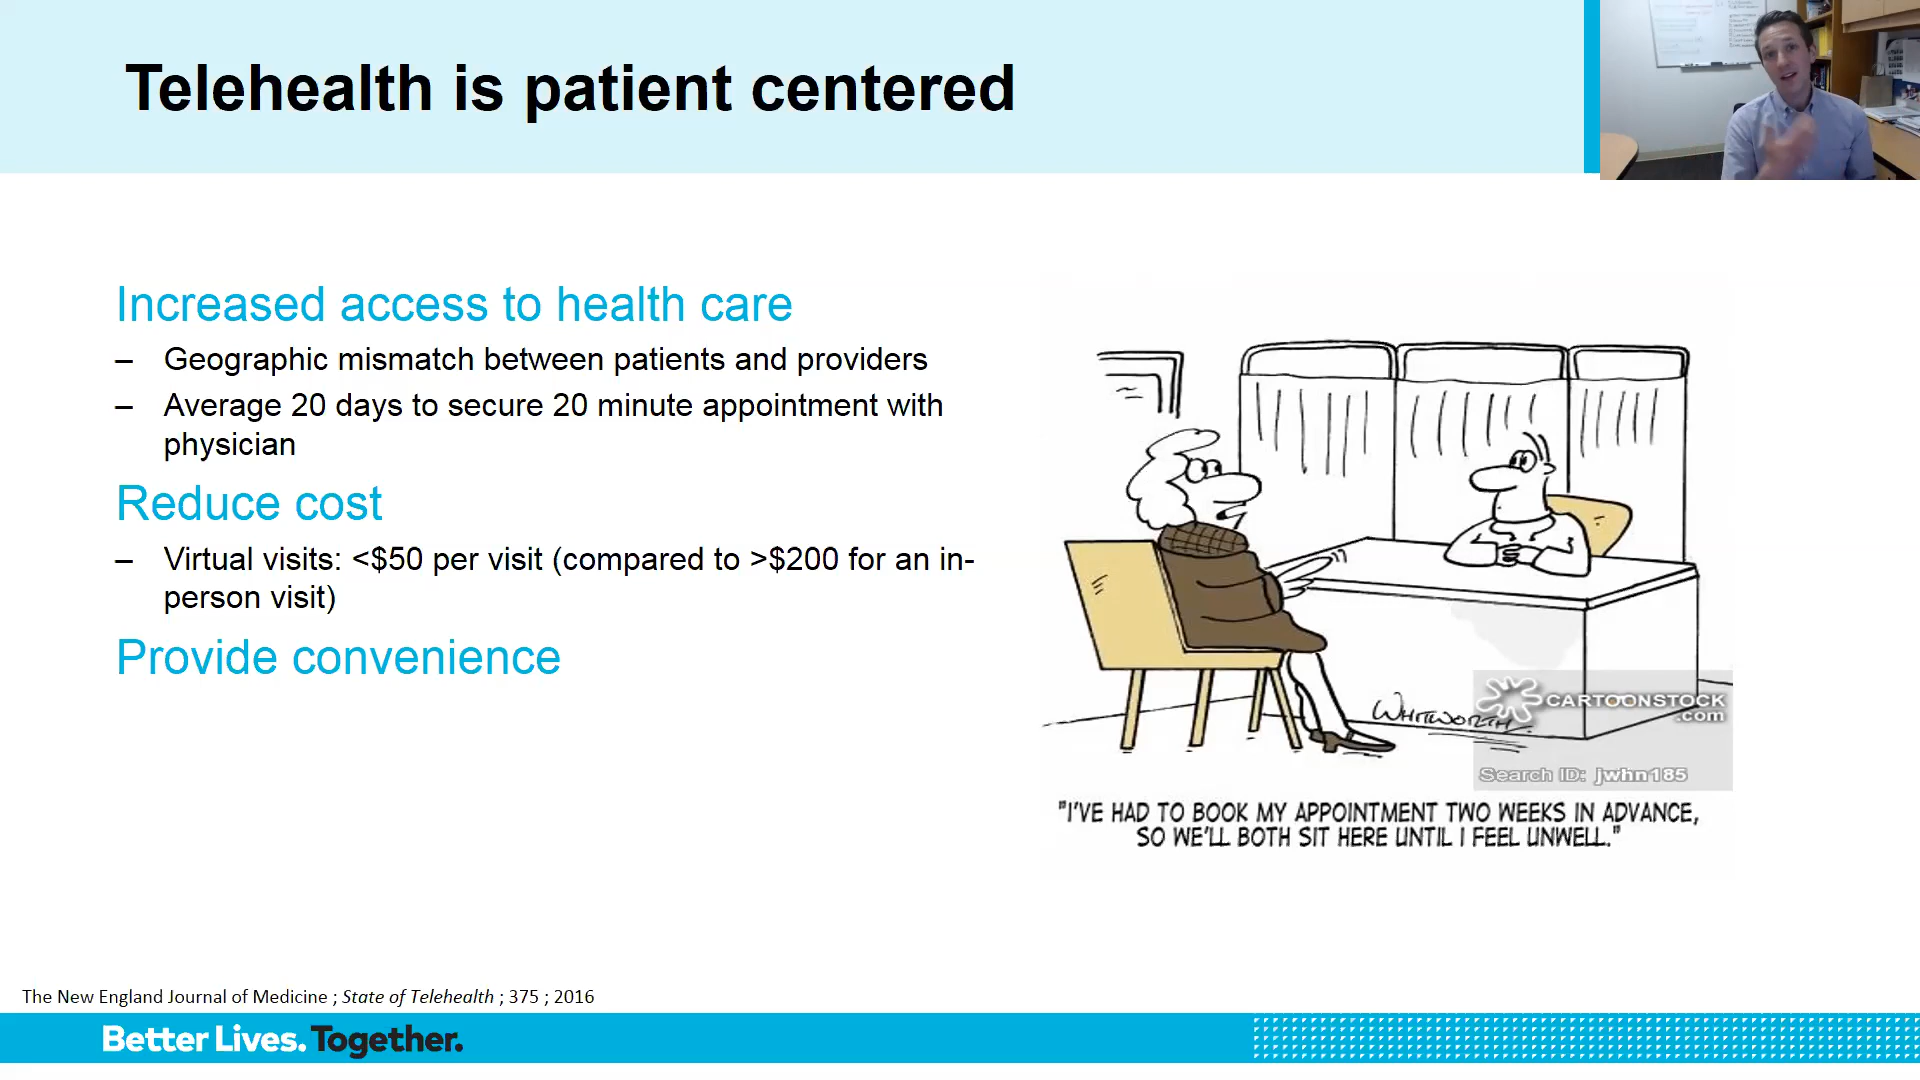 Telehealth is patient centered
Increased access to health care
– Geographic mismatch between patients and providers
– Average 20 days to secure 20 minute appointment with
physician
Reduce cost
– Virtual visits: <$50 per visit (compared to >$200 for an in-
person visit)
Provide convenience
WHITWORTH
CARTOONSTOCK
.com
Search ID: jwhn185
"I'VE HAD TO BOOK MY APPOINTMENT TWO WEEKS IN ADVANCE,
SO WE'LL BOTH SIT HERE UNTIL I FEEL UNWELL."
The New England Journal of Medicine ; State of Telehealth ; 375 ; 2016
Better Lives. Together.